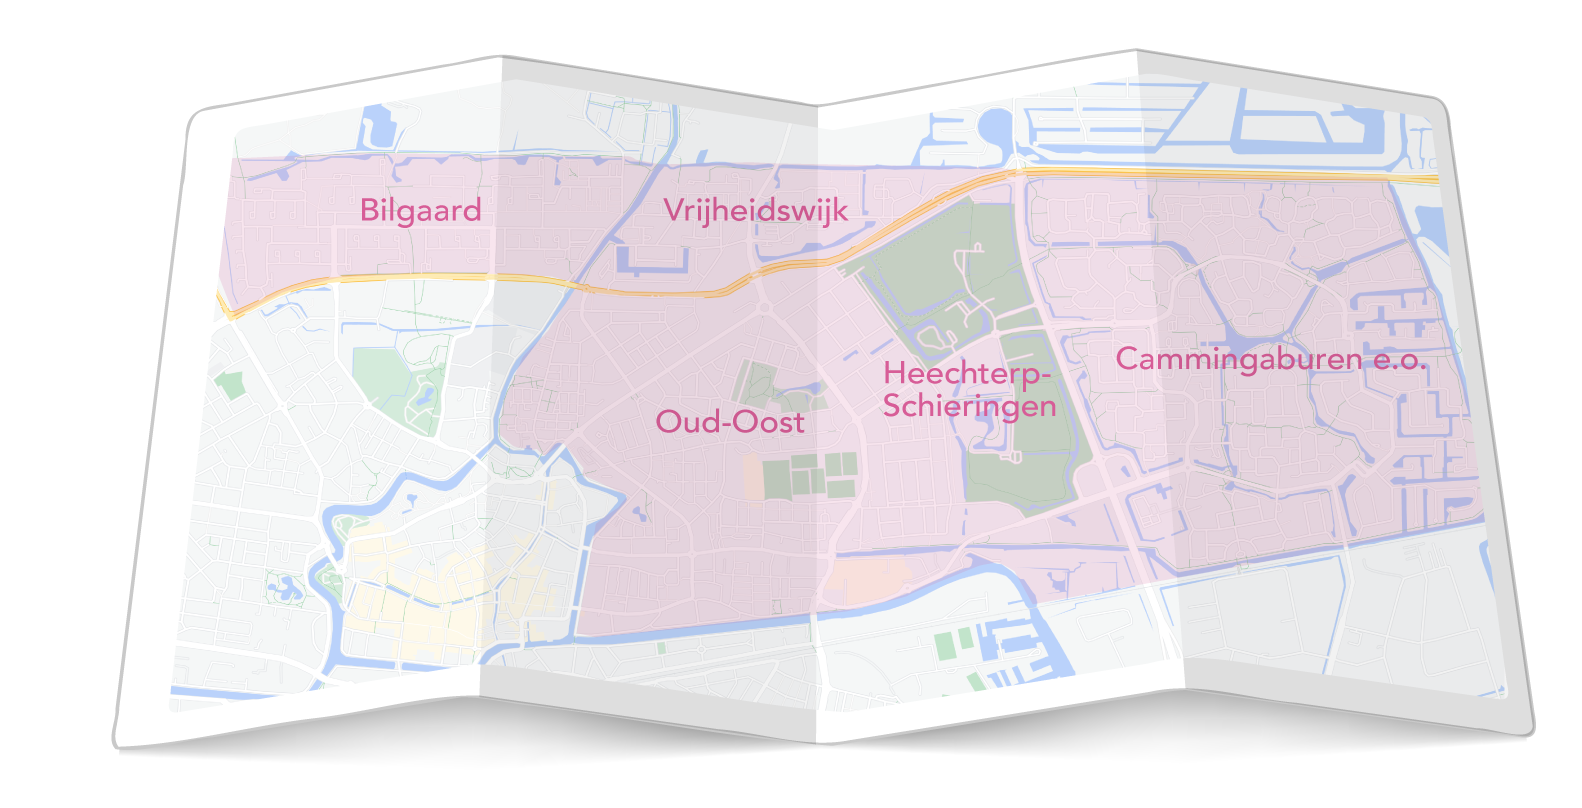 Bilgaard
Vrijheidswijk
Heechterp-
Schieringen
Cammingaburen e.o.
Oud-Oost